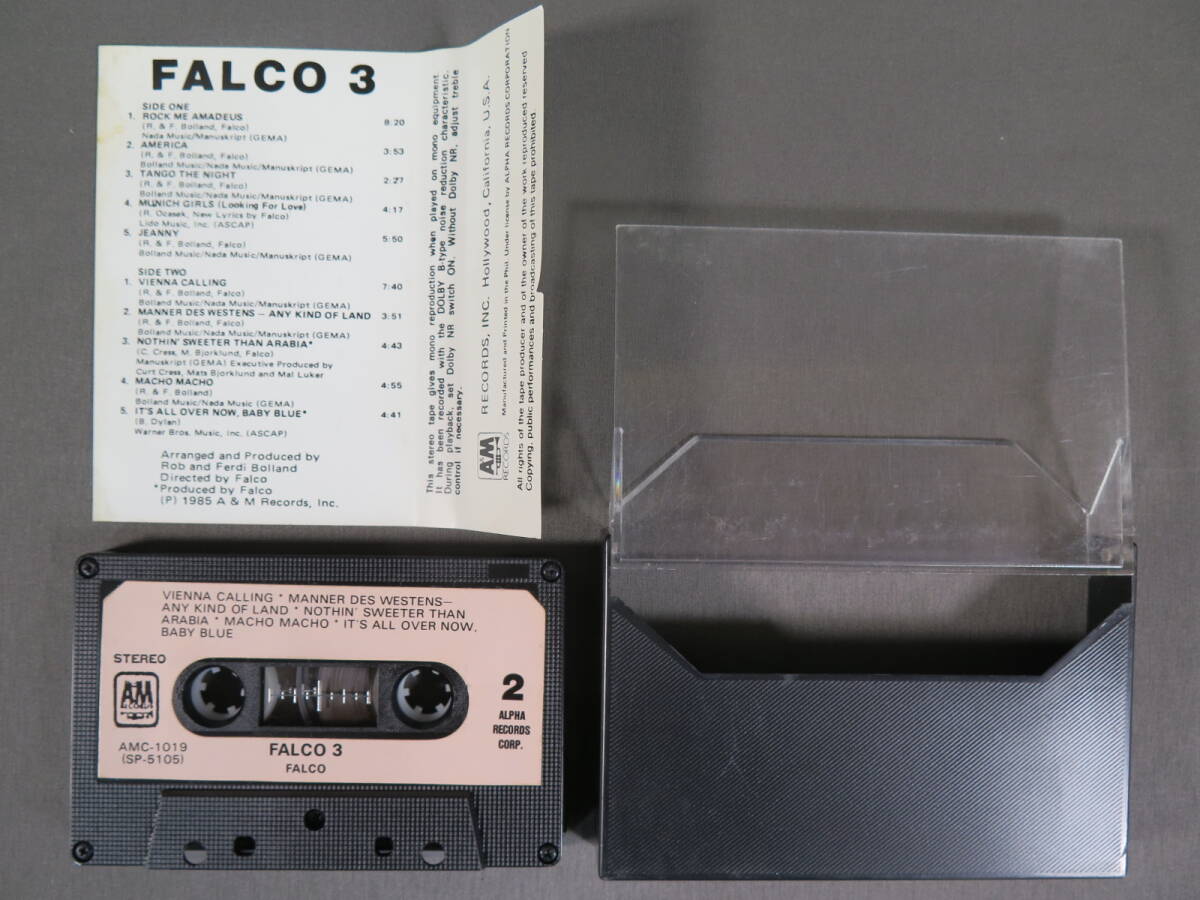 FALCO 3
SIDE ONE
1. ROCK ME AMADEUS 8:20
(R. & F. Bolland, Falco)
Nada Music/Manuskript (GEMA)
2. AMERICA 3:53
(R. & F. Bolland, Falco)
Bolland Music/Nada Music/Manuskript (GEMA)
3. TANGO THE NIGHT 2:27
(R. & F. Bolland, Falco)
Bolland Music/Nada Music/Manuskript (GEMA)
4. MUNICH GIRLS (Looking For Love) 4:17
(R. Ocasek, New Lyrics by Falco)
Lido Music, Inc. (ASCAP)
5. JEANNY 5:50
(R. & F. Bolland, Falco)
Bolland Music/Nada Music/Manuskript (GEMA)
SIDE TWO
1. VIENNA CALLING 7:40
(R. & F. Bolland, Falco)
Bolland Music/Nada Music/Manuskript (GEMA)
2. MANNER DES WESTENS – ANY KIND OF LAND 3:51
(R. & F. Bolland, Falco)
Bolland Music/Nada Music/Manuskript (GEMA)
3. NOTHIN' SWEETER THAN ARABIA* 4:43
(C. Cress, M. Bjorklund, Falco)
Manuskript (GEMA) Executive Produced by
Curt Cress, Mats Bjorklund and Mal Luker
4. MACHO MACHO 4:55
(R. & F. Bolland)
Bolland Music/Nada Music (GEMA)
5. IT'S ALL OVER NOW, BABY BLUE* 4:41
(B. Dylan)
Warner Bros. Music, Inc. (ASCAP)
Arranged and Produced by
Rob and Ferdi Bolland
Directed by Falco
*Produced by Falco
(P) 1985 A & M Records, Inc.
This stereo tape gives mono reproduction when played on mono equipment.
It has been recorded with the DOLBY B-type noise reduction characteristic.
During playback, set Dolby NR switch ON. Without Dolby NR, adjust treble
control if necessary.
A&M RECORDS
RECORDS, INC. Hollywood, California, U.S.A.
Manufactured and Printed in the Phil. Under license by ALPHA RECORDS CORPORATION
All rights of the tape producer and of the owner of the work reproduced reserved
Copying, public performances and broadcasting of this tape prohibited.
VIENNA CALLING * MANNER DES WESTENS—
ANY KIND OF LAND * NOTHIN' SWEETER THAN
ARABIA * MACHO MACHO * IT'S ALL OVER NOW,
BABY BLUE
STEREO
A&M
RECORDS
2
ALPHA
RECORDS
CORP.
AMC-1019
(SP-5105)
FALCO 3
FALCO